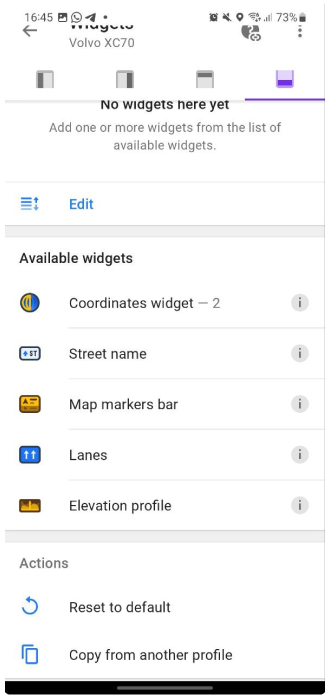 16:45
73%
Widgets
Volvo XC70
No widgets here yet
Add one or more widgets from the list of
available widgets.
Edit
Available widgets
Coordinates widget — 2
Street name
Map markers bar
Lanes
Elevation profile
Actions
Reset to default
Copy from another profile